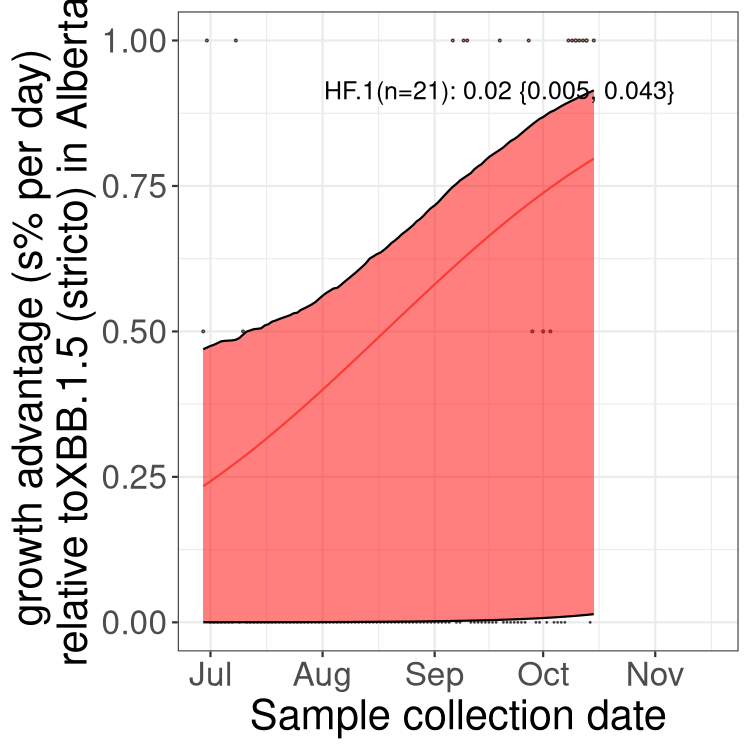 growth advantage (s% per day)
relative toXBB.1.5 (stricto) in Alberta
1.00
0.75
0.50
0.25
0.00
HF.1(n=21): 0.02 {0.005, 0.043}
Jul Aug Sep Oct Nov
Sample collection date